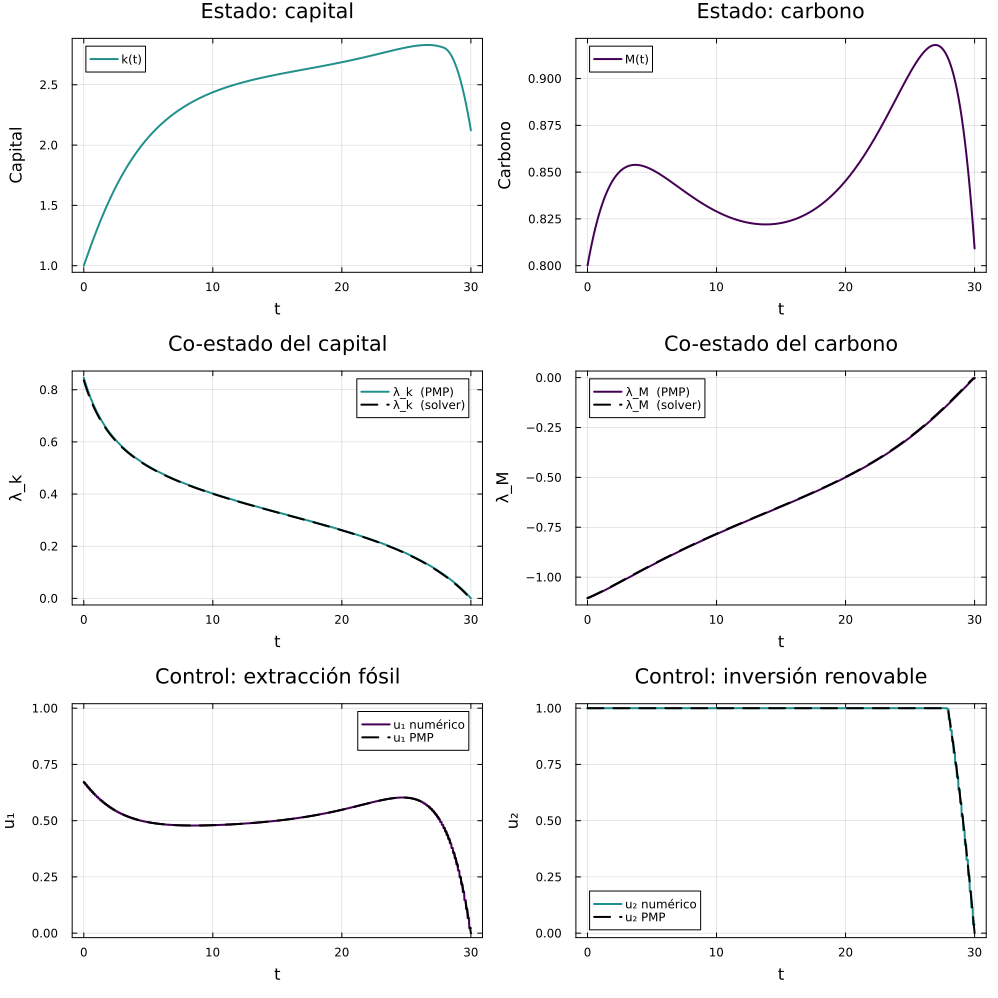 Estado: capital
Estado: carbono
k(t)
M(t)
Capital
2.5
2.0
1.5
1.0
0
10
20
30
t
Carbono
0.900
0.875
0.850
0.825
0.800
0
10
20
30
t
Co-estado del capital
Co-estado del carbono
λ_k (PMP)
λ_k (solver)
λ_M (PMP)
λ_M (solver)
λ_k
0.8
0.6
0.4
0.2
0.0
0
10
20
30
t
λ_M
0.00
−0.25
−0.50
−0.75
−1.00
0
10
20
30
t
Control: extracción fósil
Control: inversión renovable
u₁ numérico
u₁ PMP
u₁
1.00
0.75
0.50
0.25
0.00
0
10
20
30
t
u₂
1.00
0.75
0.50
0.25
0.00
u₂ numérico
u₂ PMP
0
10
20
30
t